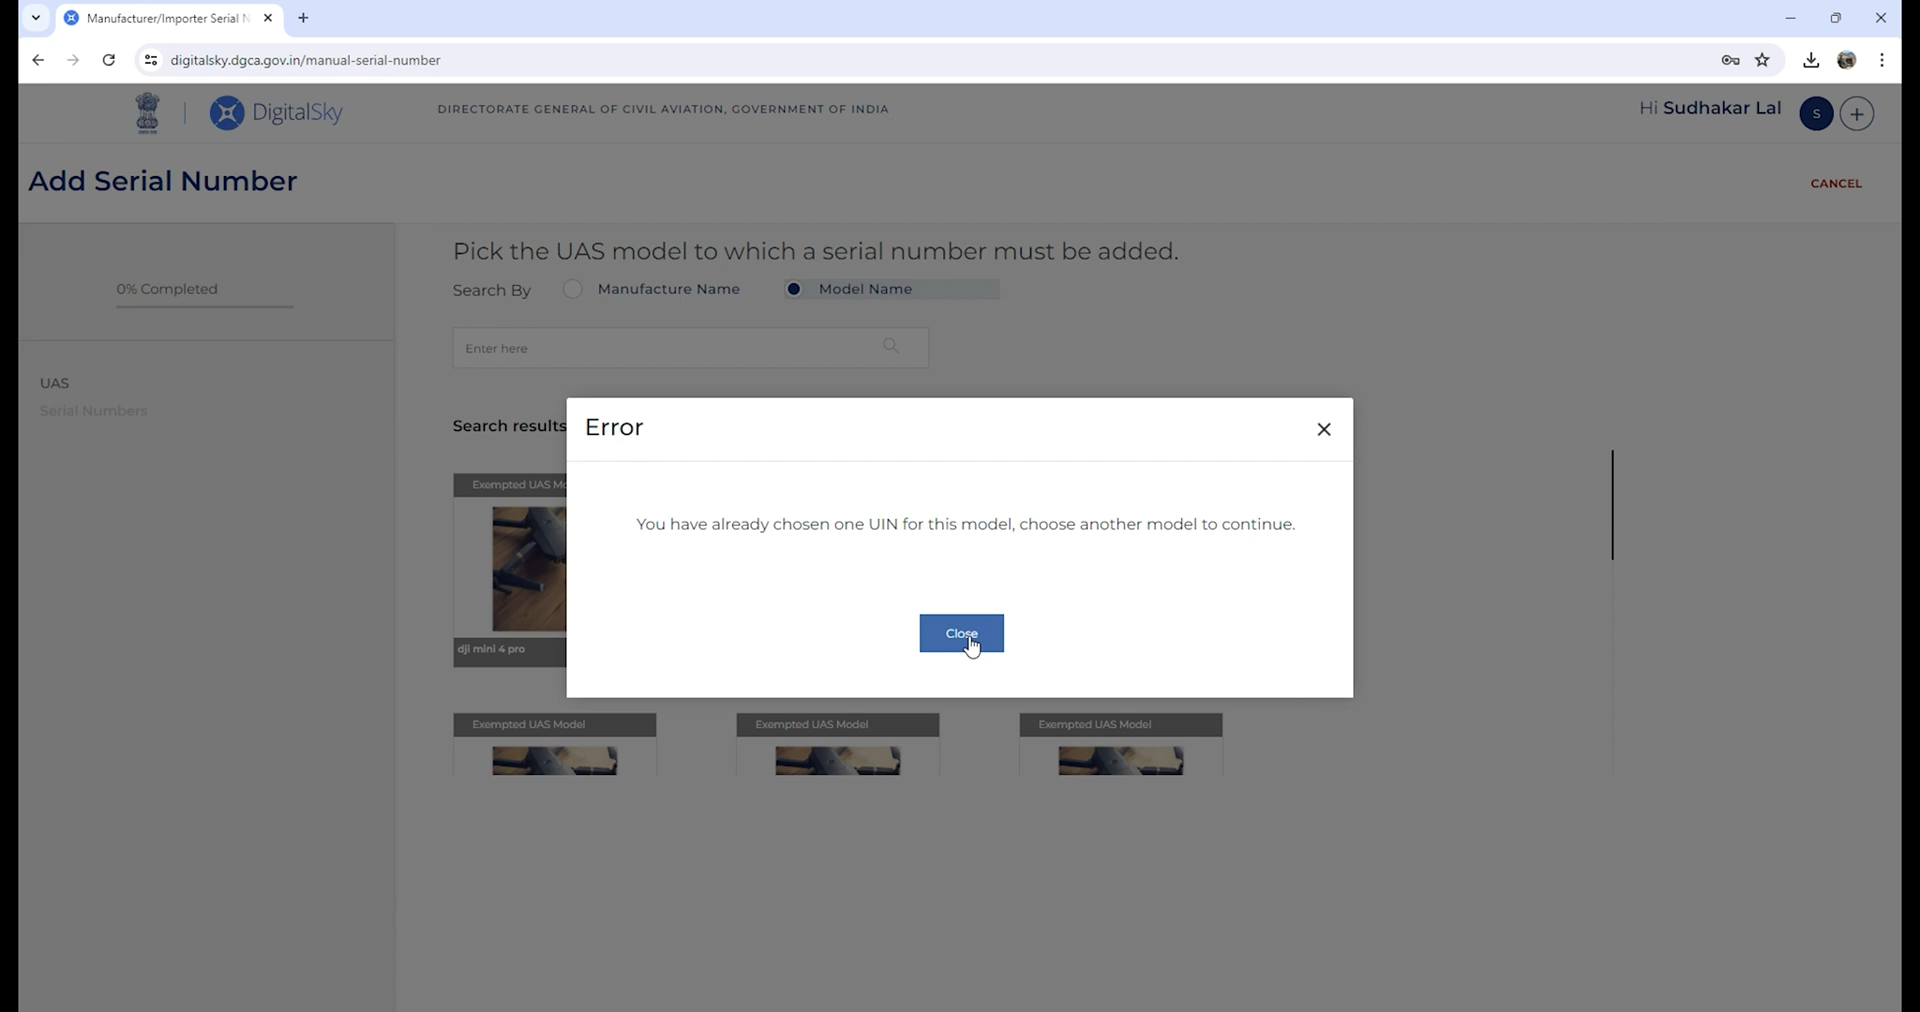 Manufacturer/Importer Serial N
digitalsky.dgca.gov.in/manual-serial-number
DigitalSky
DIRECTORATE GENERAL OF CIVIL AVIATION, GOVERNMENT OF INDIA
Hi Sudhakar Lal
S
Add Serial Number
CANCEL
Pick the UAS model to which a serial number must be added.
0% Completed
Search By
Manufacture Name
Model Name
Enter here
UAS
Serial Numbers
Search results
Error
Exempted UAS Mo
You have already chosen one UIN for this model, choose another model to continue.
Close
dji mini 4 pro
Exempted UAS Model
Exempted UAS Model
Exempted UAS Model